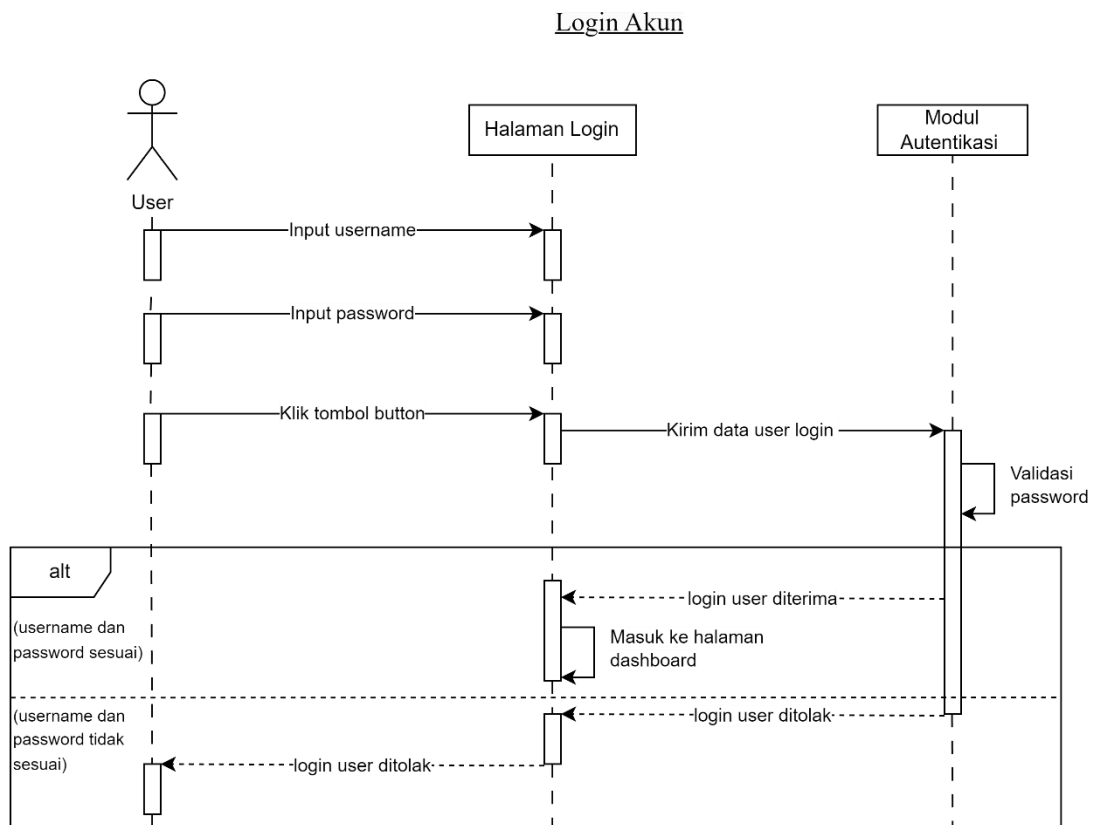 Login Akun
User
Halaman Login
Modul
Autentikasi
Input username
Input password
Klik tombol button
Kirim data user login
Validasi
password
alt
login user diterima
(username dan
password sesuai)
Masuk ke halaman
dashboard
(username dan
password tidak
sesuai)
login user ditolak
login user ditolak